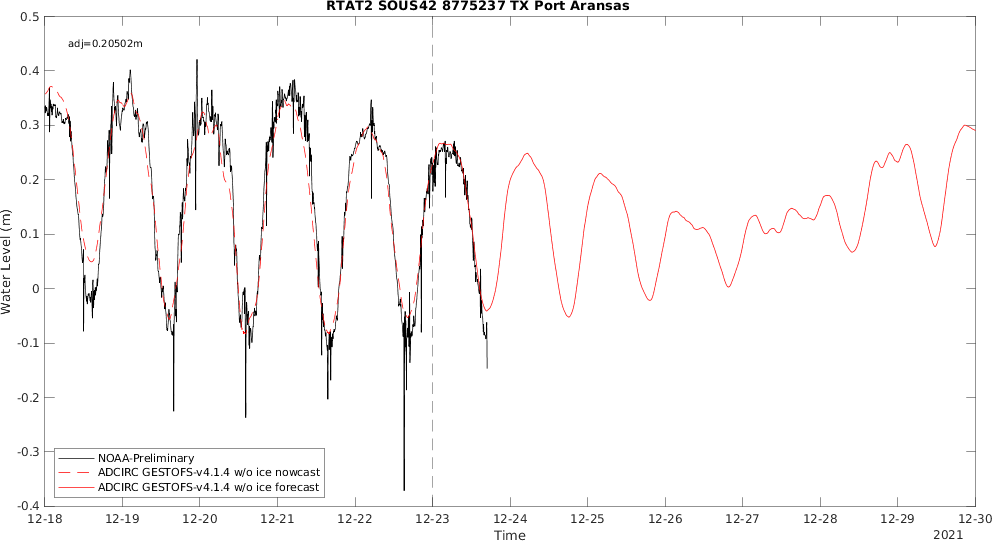 RTAT2 SOUS42 8775237 TX Port Aransas
adj=0.20502m
0.5
0.4
0.3
0.2
0.1
0
-0.1
-0.2
-0.3
-0.4
Water Level (m)
NOAA-Preliminary
ADCIRC GESTOFS-v4.1.4 w/o ice nowcast
ADCIRC GESTOFS-v4.1.4 w/o ice forecast
12-18 12-19 12-20 12-21 12-22 12-23 12-24 12-25 12-26 12-27 12-28 12-29 12-30
Time
2021